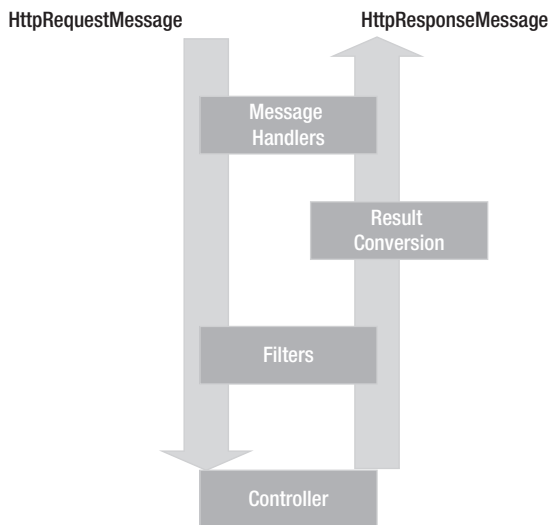 HttpRequestMessage
HttpResponseMessage
Message
Handlers
Result
Conversion
Filters
Controller